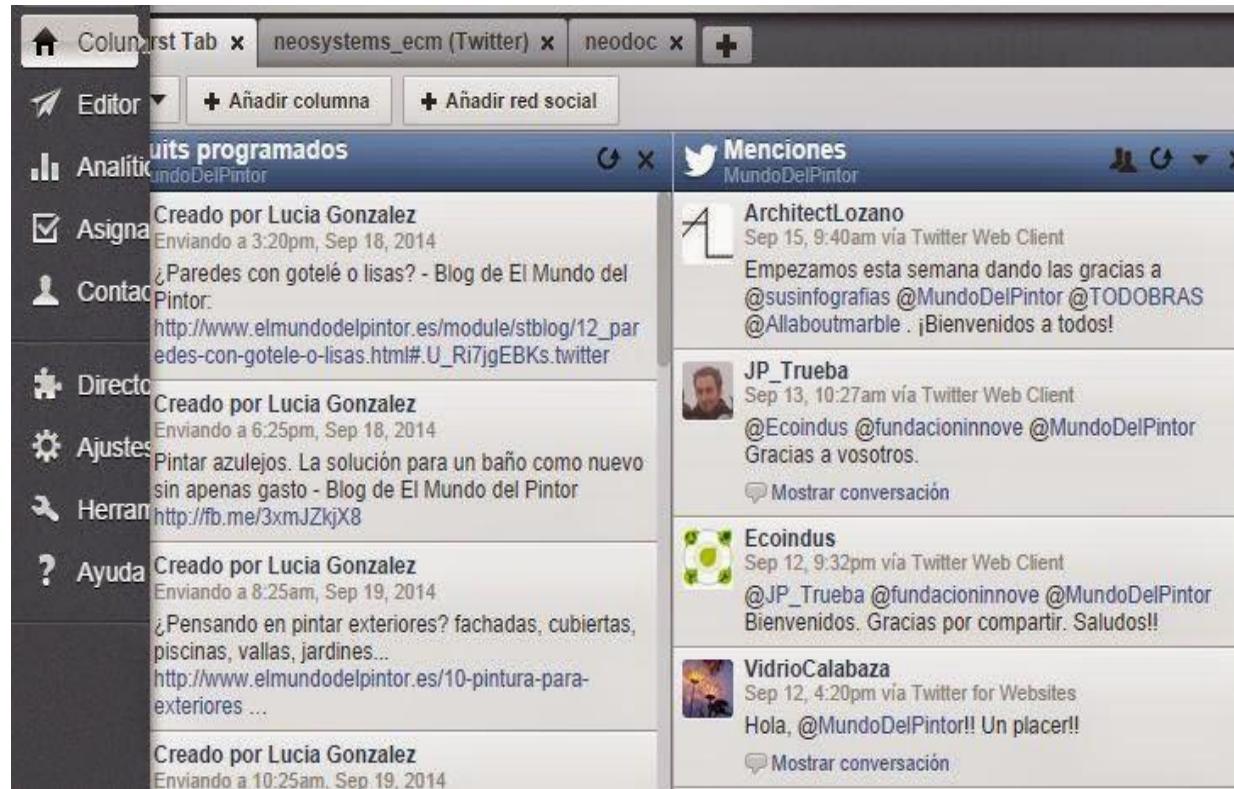 Colum
Editor
Analític
Asigna
Contac
Directo
Ajustes
Herram
Ayuda
rst Tab x
neosystems_ecm (Twitter) x
neodoc x
+
+ Añadir columna
+ Añadir red social
uits programados
undoDelPintor
Creado por Lucia Gonzalez
Enviando a 3:20pm, Sep 18, 2014
¿Paredes con gotelé o lisas? - Blog de El Mundo del
Pintor:
http://www.elmundodelpintor.es/module/stblog/12_par
edes-con-gotele-o-lisas.html#.U_Ri7jgEBKs.twitter
Creado por Lucia Gonzalez
Enviando a 6:25pm, Sep 18, 2014
Pintar azulejos. La solución para un baño como nuevo
sin apenas gasto - Blog de El Mundo del Pintor
http://fb.me/3xmJZkjX8
Creado por Lucia Gonzalez
Enviando a 8:25am, Sep 19, 2014
¿Pensando en pintar exteriores? fachadas, cubiertas,
piscinas, vallas, jardines...
http://www.elmundodelpintor.es/10-pintura-para-
exteriores ...
Creado por Lucia Gonzalez
Enviando a 10:25am, Sep 19, 2014
Menciones
MundoDelPintor
ArchitectLozano
Sep 15, 9:40am vía Twitter Web Client
Empezamos esta semana dando las gracias a
@susinfografias @MundoDelPintor @TODOBRAS
@Allaboutmarble . ¡Bienvenidos a todos!
JP_Trueba
Sep 13, 10:27am vía Twitter Web Client
@Ecoindus @fundacioninnove @MundoDelPintor
Gracias a vosotros.
Mostrar conversación
Ecoindus
Sep 12, 9:32pm vía Twitter Web Client
@JP_Trueba @fundacioninnove @MundoDelPintor
Bienvenidos. Gracias por compartir. Saludos!!
VidrioCalabaza
Sep 12, 4:20pm vía Twitter for Websites
Hola, @MundoDelPintor!! Un placer!!
Mostrar conversación